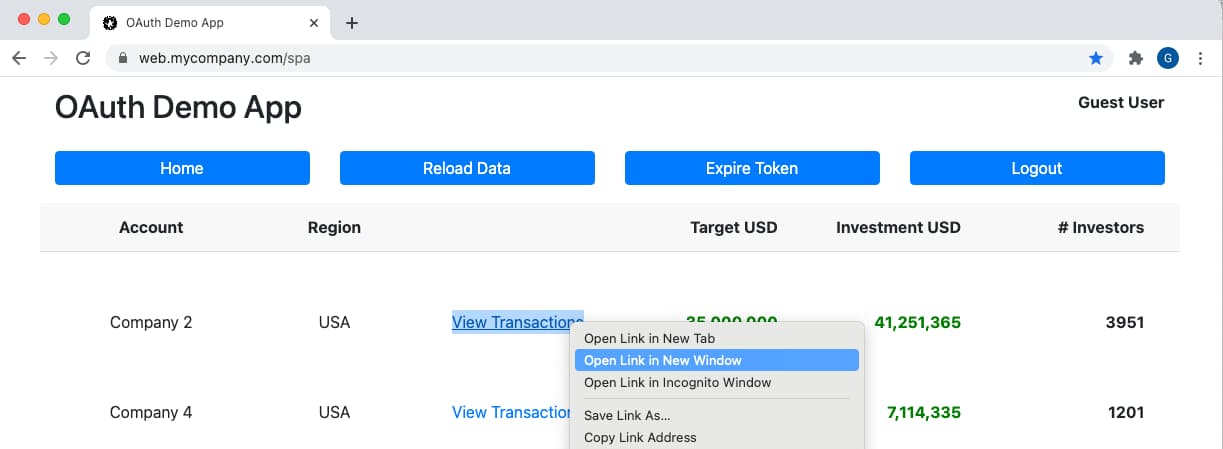 OAuth Demo App
web.mycompany.com/spa
G
OAuth Demo App
Guest User
Home Reload Data Expire Token Logout
Account Region Target USD Investment USD # Investors
Company 2 USA View Transactions 35,000,000 41,251,365 3951
Open Link in New Tab
Open Link in New Window
Open Link in Incognito Window
Company 4 USA View Transaction 7,114,335 1201
Save Link As...
Copy Link Address